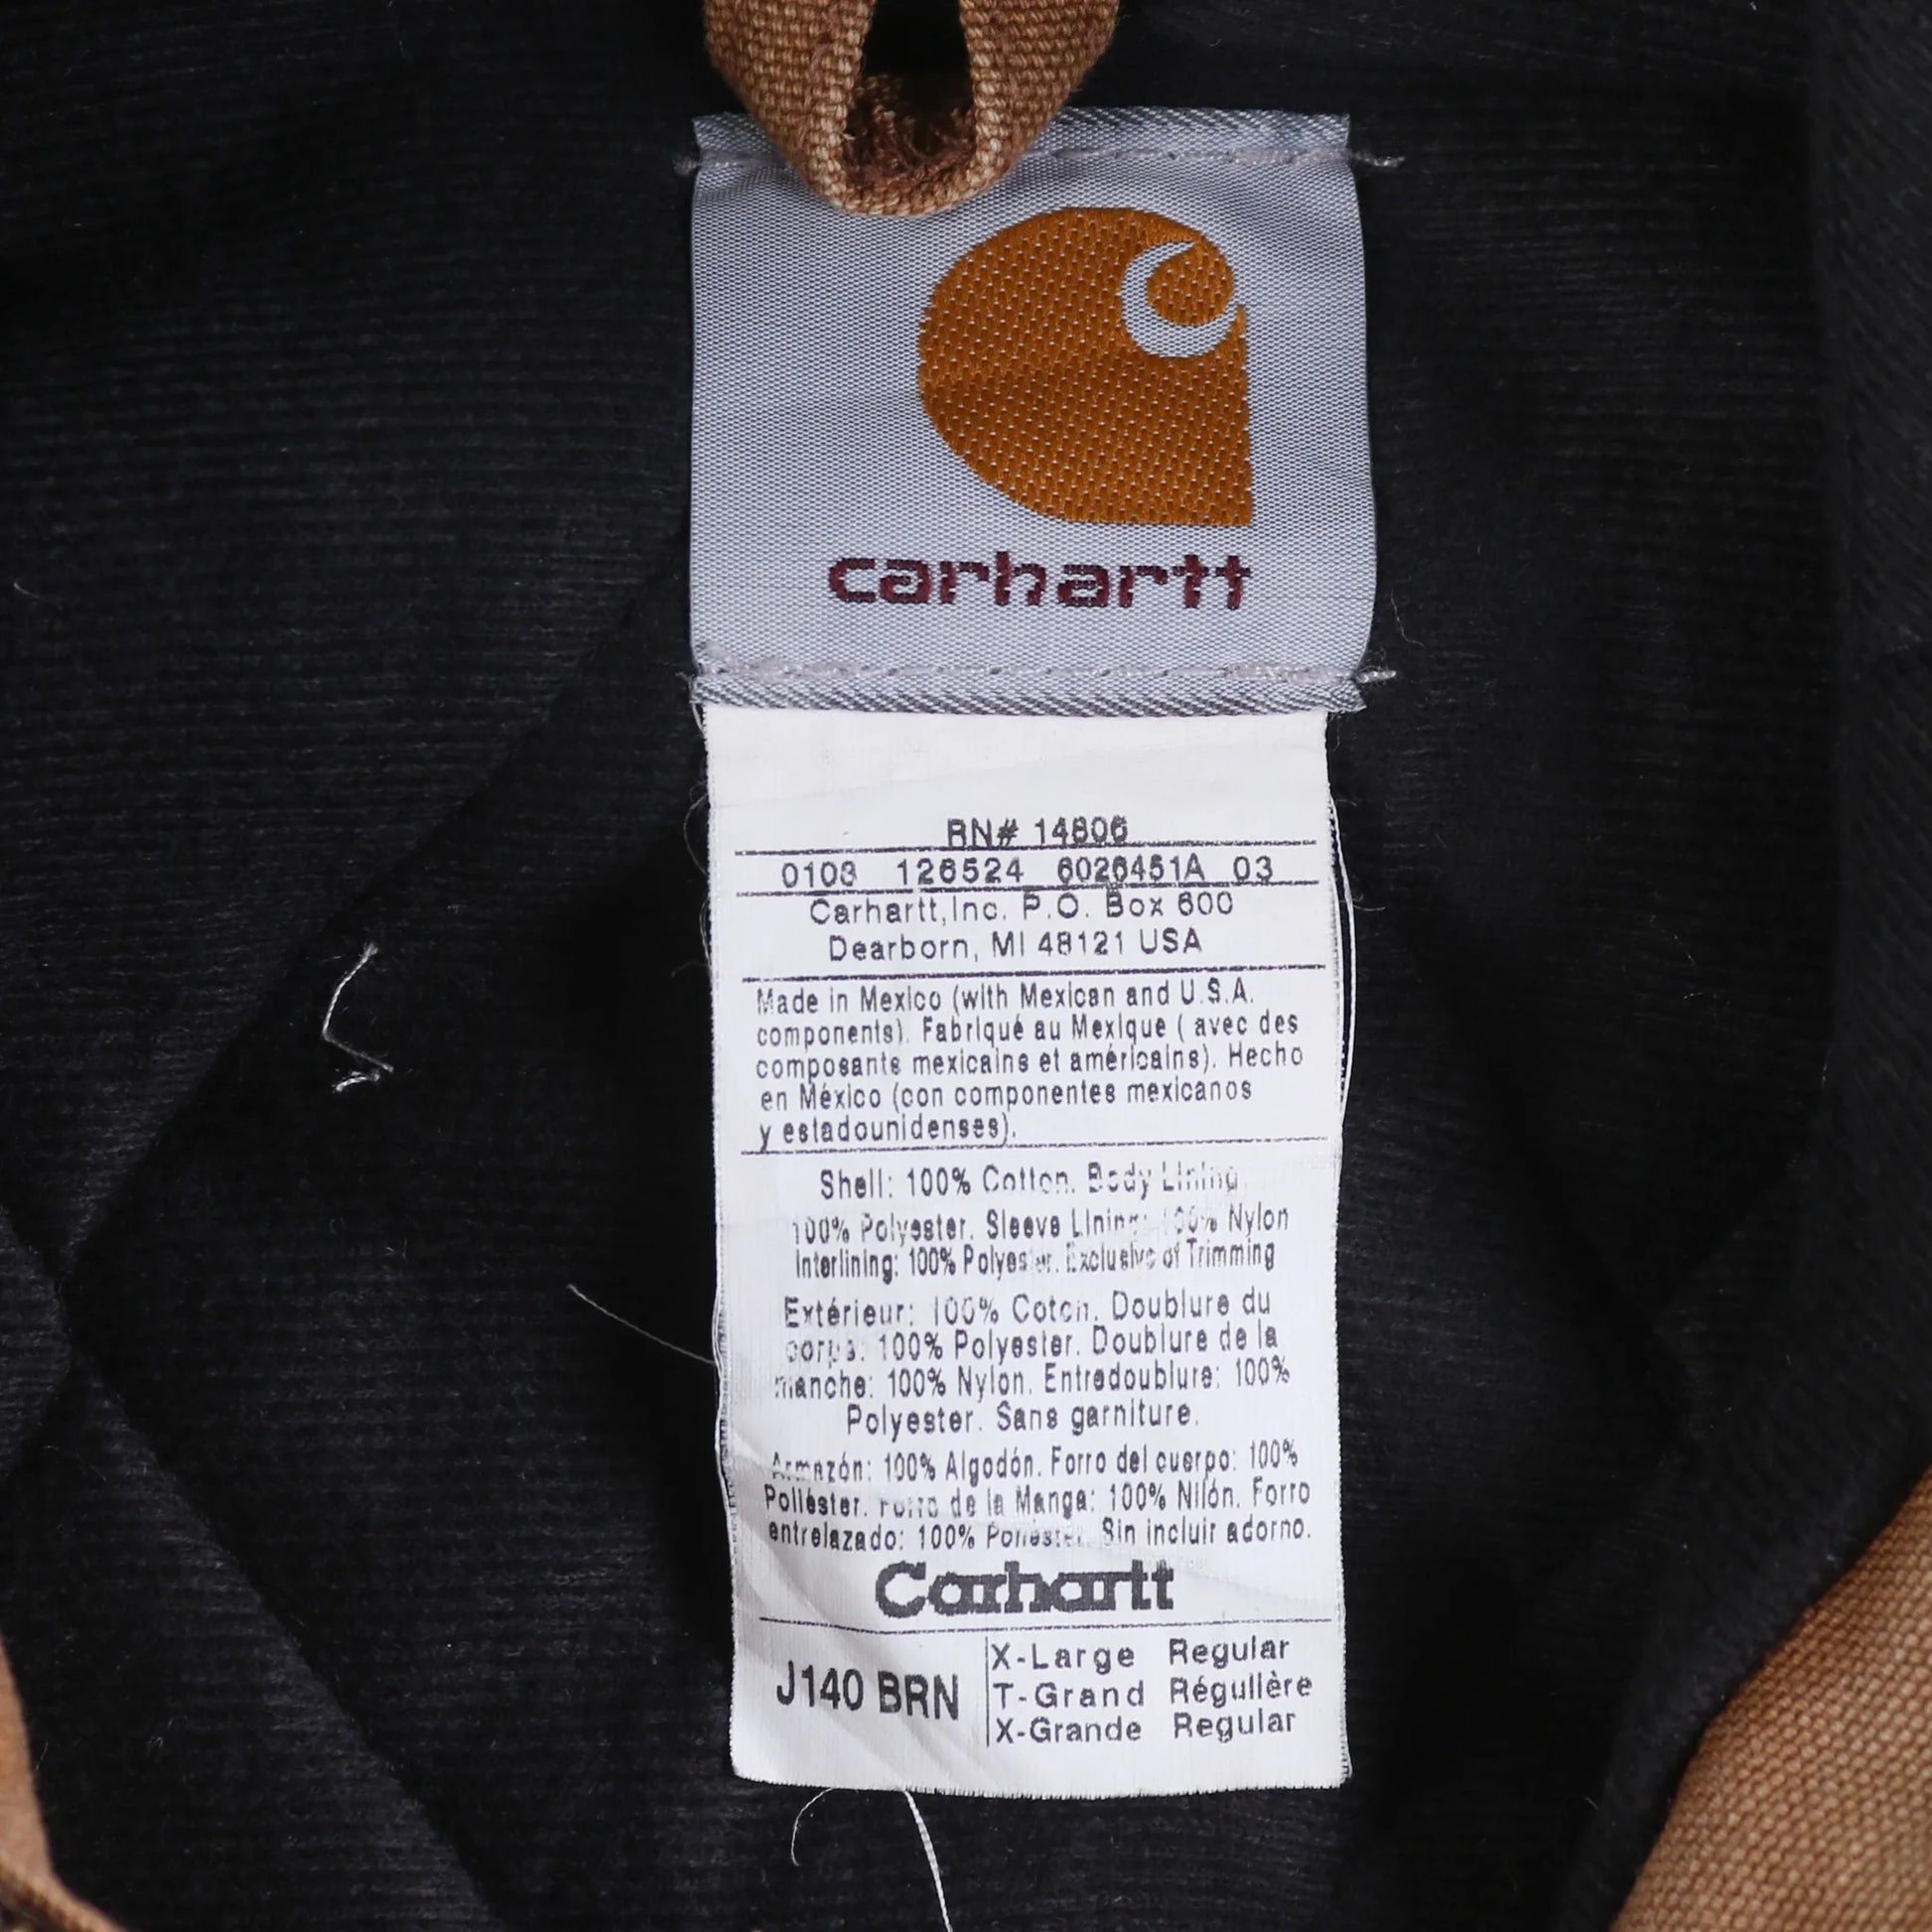 carhartt
RN# 14806
0108 126524 6026451A 03
Carhartt, Inc. P.O. Box 600
Dearborn, MI 48121 USA
Made in Mexico (with Mexican and U.S.A.
components). Fabriqué au Mexique ( avec des
composants mexicains et américains). Hecho
en México (con componentes mexicanos
y estadounidenses).
Shell: 100% Cotton. Body Lining
100% Polyester. Sleeve Lining: 100% Nylon
Interlining: 100% Polyester. Exclusive of Trimming
Extérieur: 100% Coton. Doublure du
corps: 100% Polyester. Doublure de la
manche: 100% Nylon. Entredoublure: 100%
Polyester. Sans garniture.
Armazón: 100% Algodón. Forro del cuerpo: 100%
Poliéster. Forro de la Manga: 100% Nilón. Forro
entrelazado: 100% Poliéster. Sin incluir adorno.
Carhartt
J140 BRN
X-Large Regular
T-Grand Régulière
X-Grande Regular